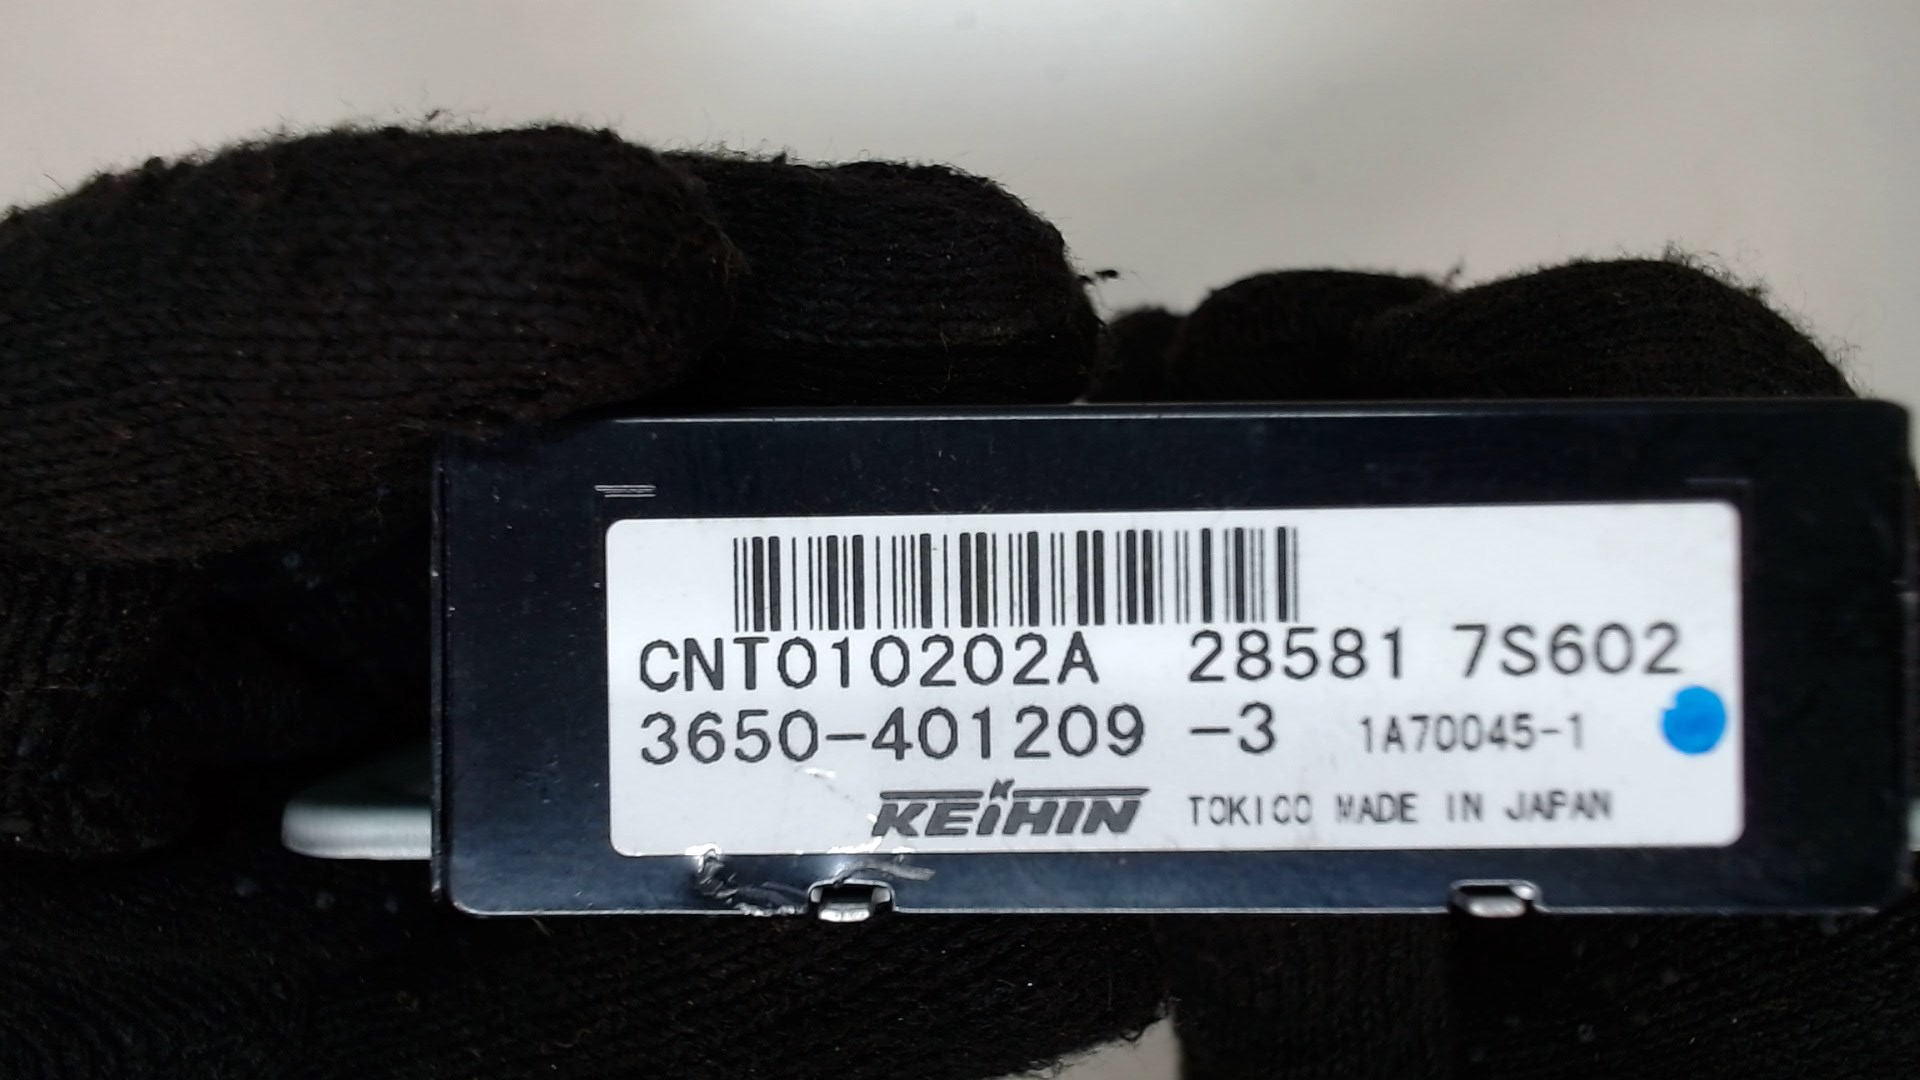 CNT010202A 28581 7S602
3650-401209 -3 1A70045-1
KEIHIN TOKICO MADE IN JAPAN